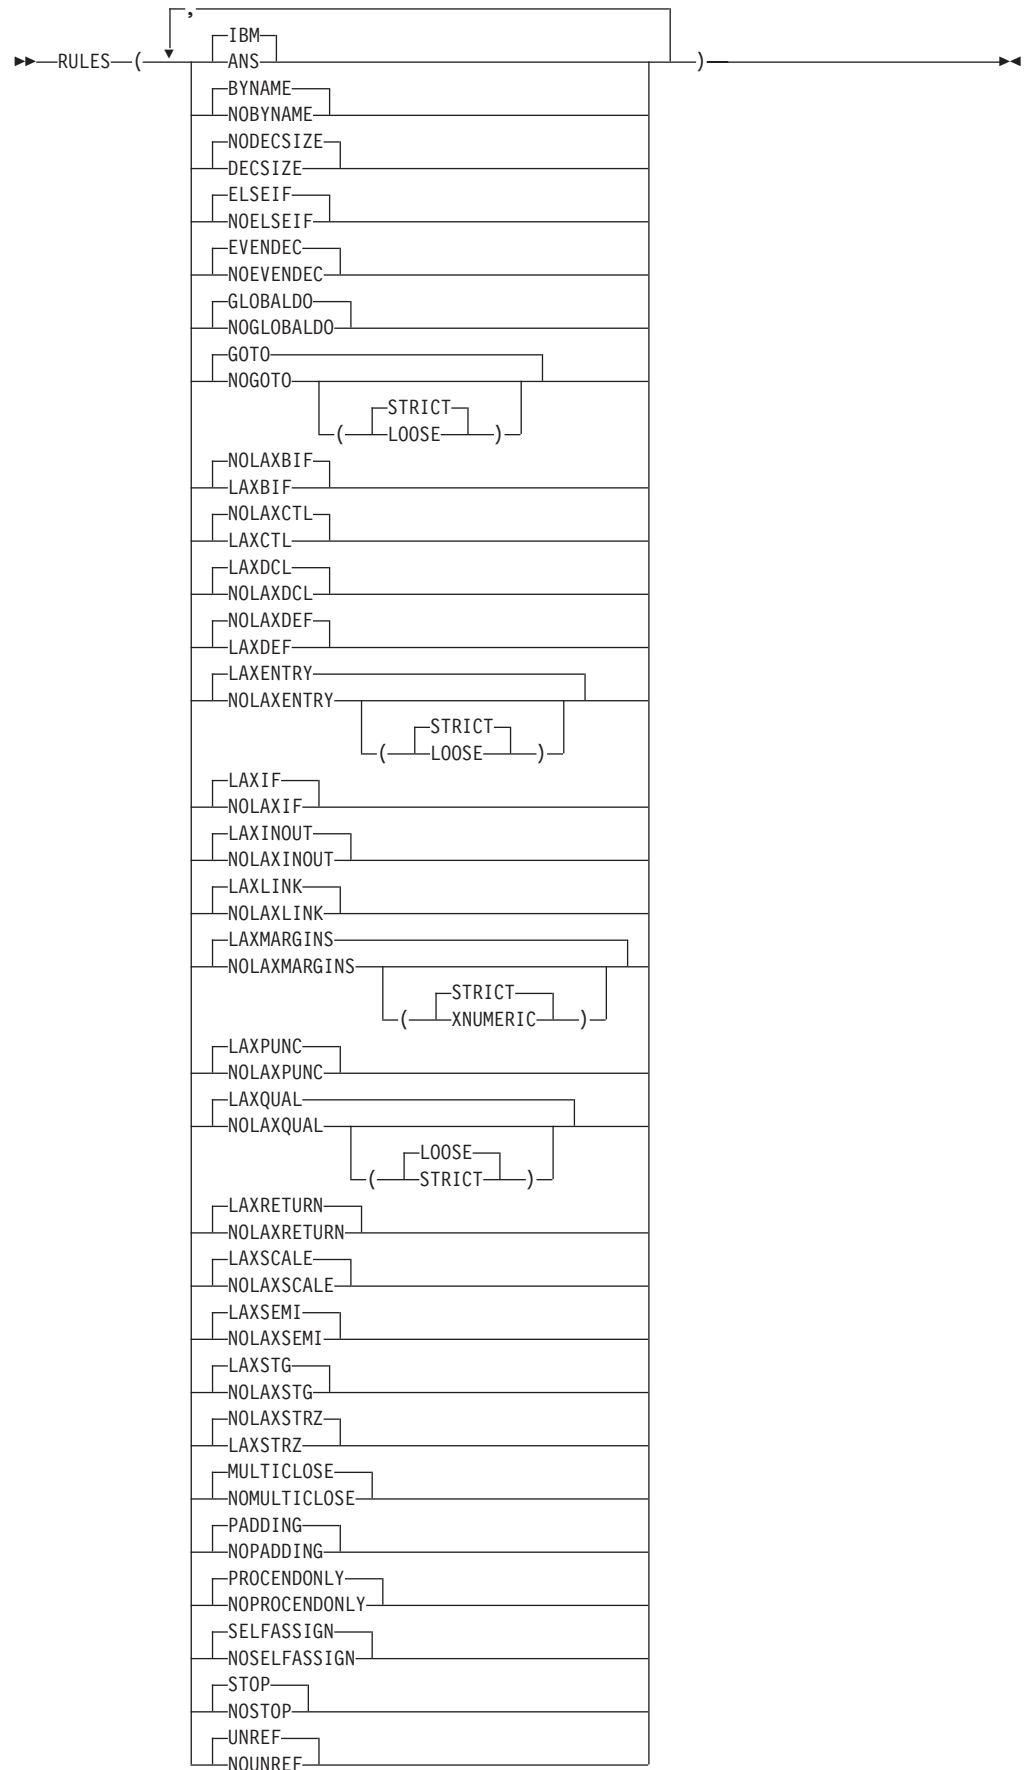 ,
IBM
RULES ( ANS )
BYNAME
NOBYNAME
NODECSIZE
DECSIZE
ELSEIF
NOELSEIF
EVENDEC
NOEVENDEC
GLOBALDO
NOGLOBALDO
GOTO
NOGOTO
STRICT
( LOOSE )
NOLAXBIF
LAXBIF
NOLAXCTL
LAXCTL
LAXDCL
NOLAXDCL
NOLAXDEF
LAXDEF
LAXENTRY
NOLAXENTRY
STRICT
( LOOSE )
LAXIF
NOLAXIF
LAXINOUT
NOLAXINOUT
LAXLINK
NOLAXLINK
LAXMARGINS
NOLAXMARGINS
STRICT
( XNUMERIC )
LAXPUNC
NOLAXPUNC
LAXQUAL
NOLAXQUAL
LOOSE
( STRICT )
LAXRETURN
NOLAXRETURN
LAXSCALE
NOLAXSCALE
LAXSEMI
NOLAXSEMI
LAXSTG
NOLAXSTG
NOLAXSTRZ
LAXSTRZ
MULTICLOSE
NOMULTICLOSE
PADDING
NOPADDING
PROCENDONLY
NOPROCENDONLY
SELFASSIGN
NOSELFASSIGN
STOP
NOSTOP
UNREF
NOUNREF